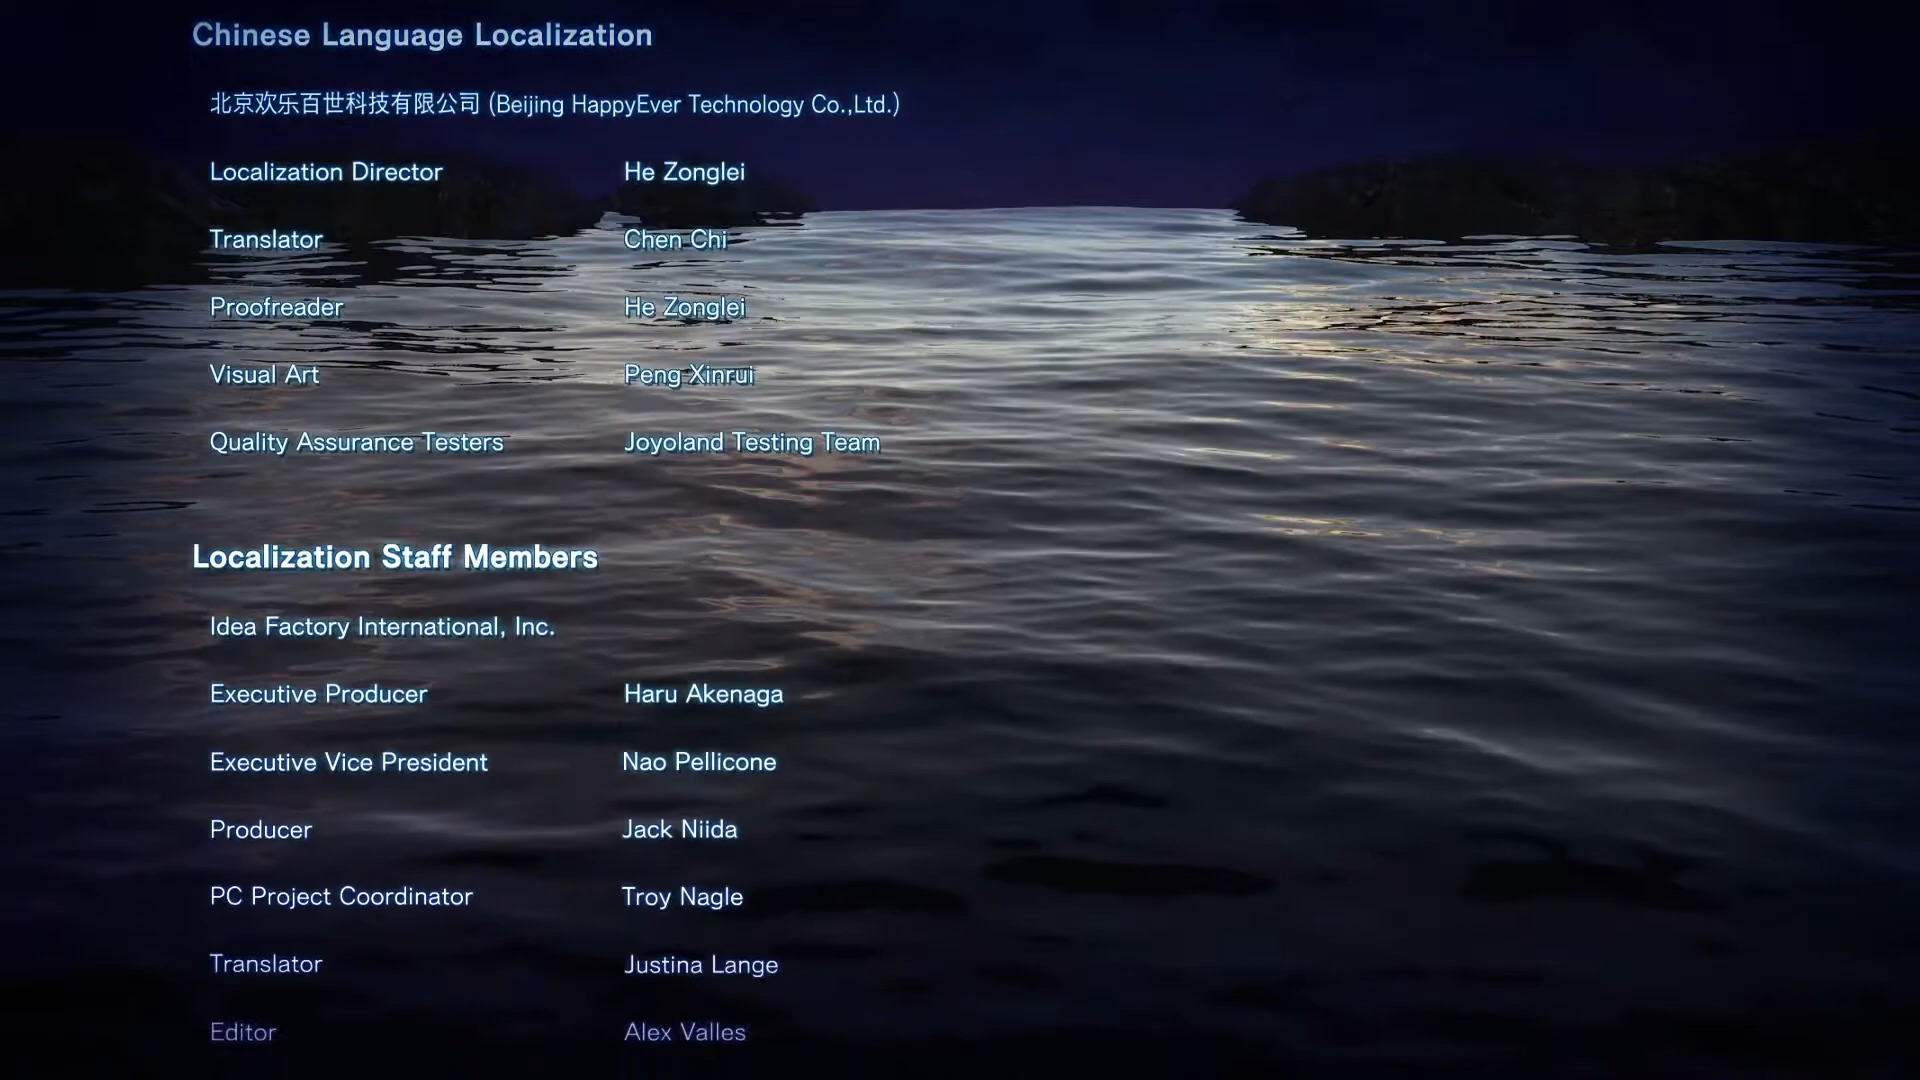 Chinese Language Localization
北京欢乐百世科技有限公司 (Beijing HappyEver Technology Co.,Ltd.)
Localization Director He Zonglei
Translator Chen Chi
Proofreader He Zonglei
Visual Art Peng Xinrui
Quality Assurance Testers Joyoland Testing Team
Localization Staff Members
Idea Factory International, Inc.
Executive Producer Haru Akenaga
Executive Vice President Nao Pellicone
Producer Jack Niida
PC Project Coordinator Troy Nagle
Translator Justina Lange
Editor Alex Valles